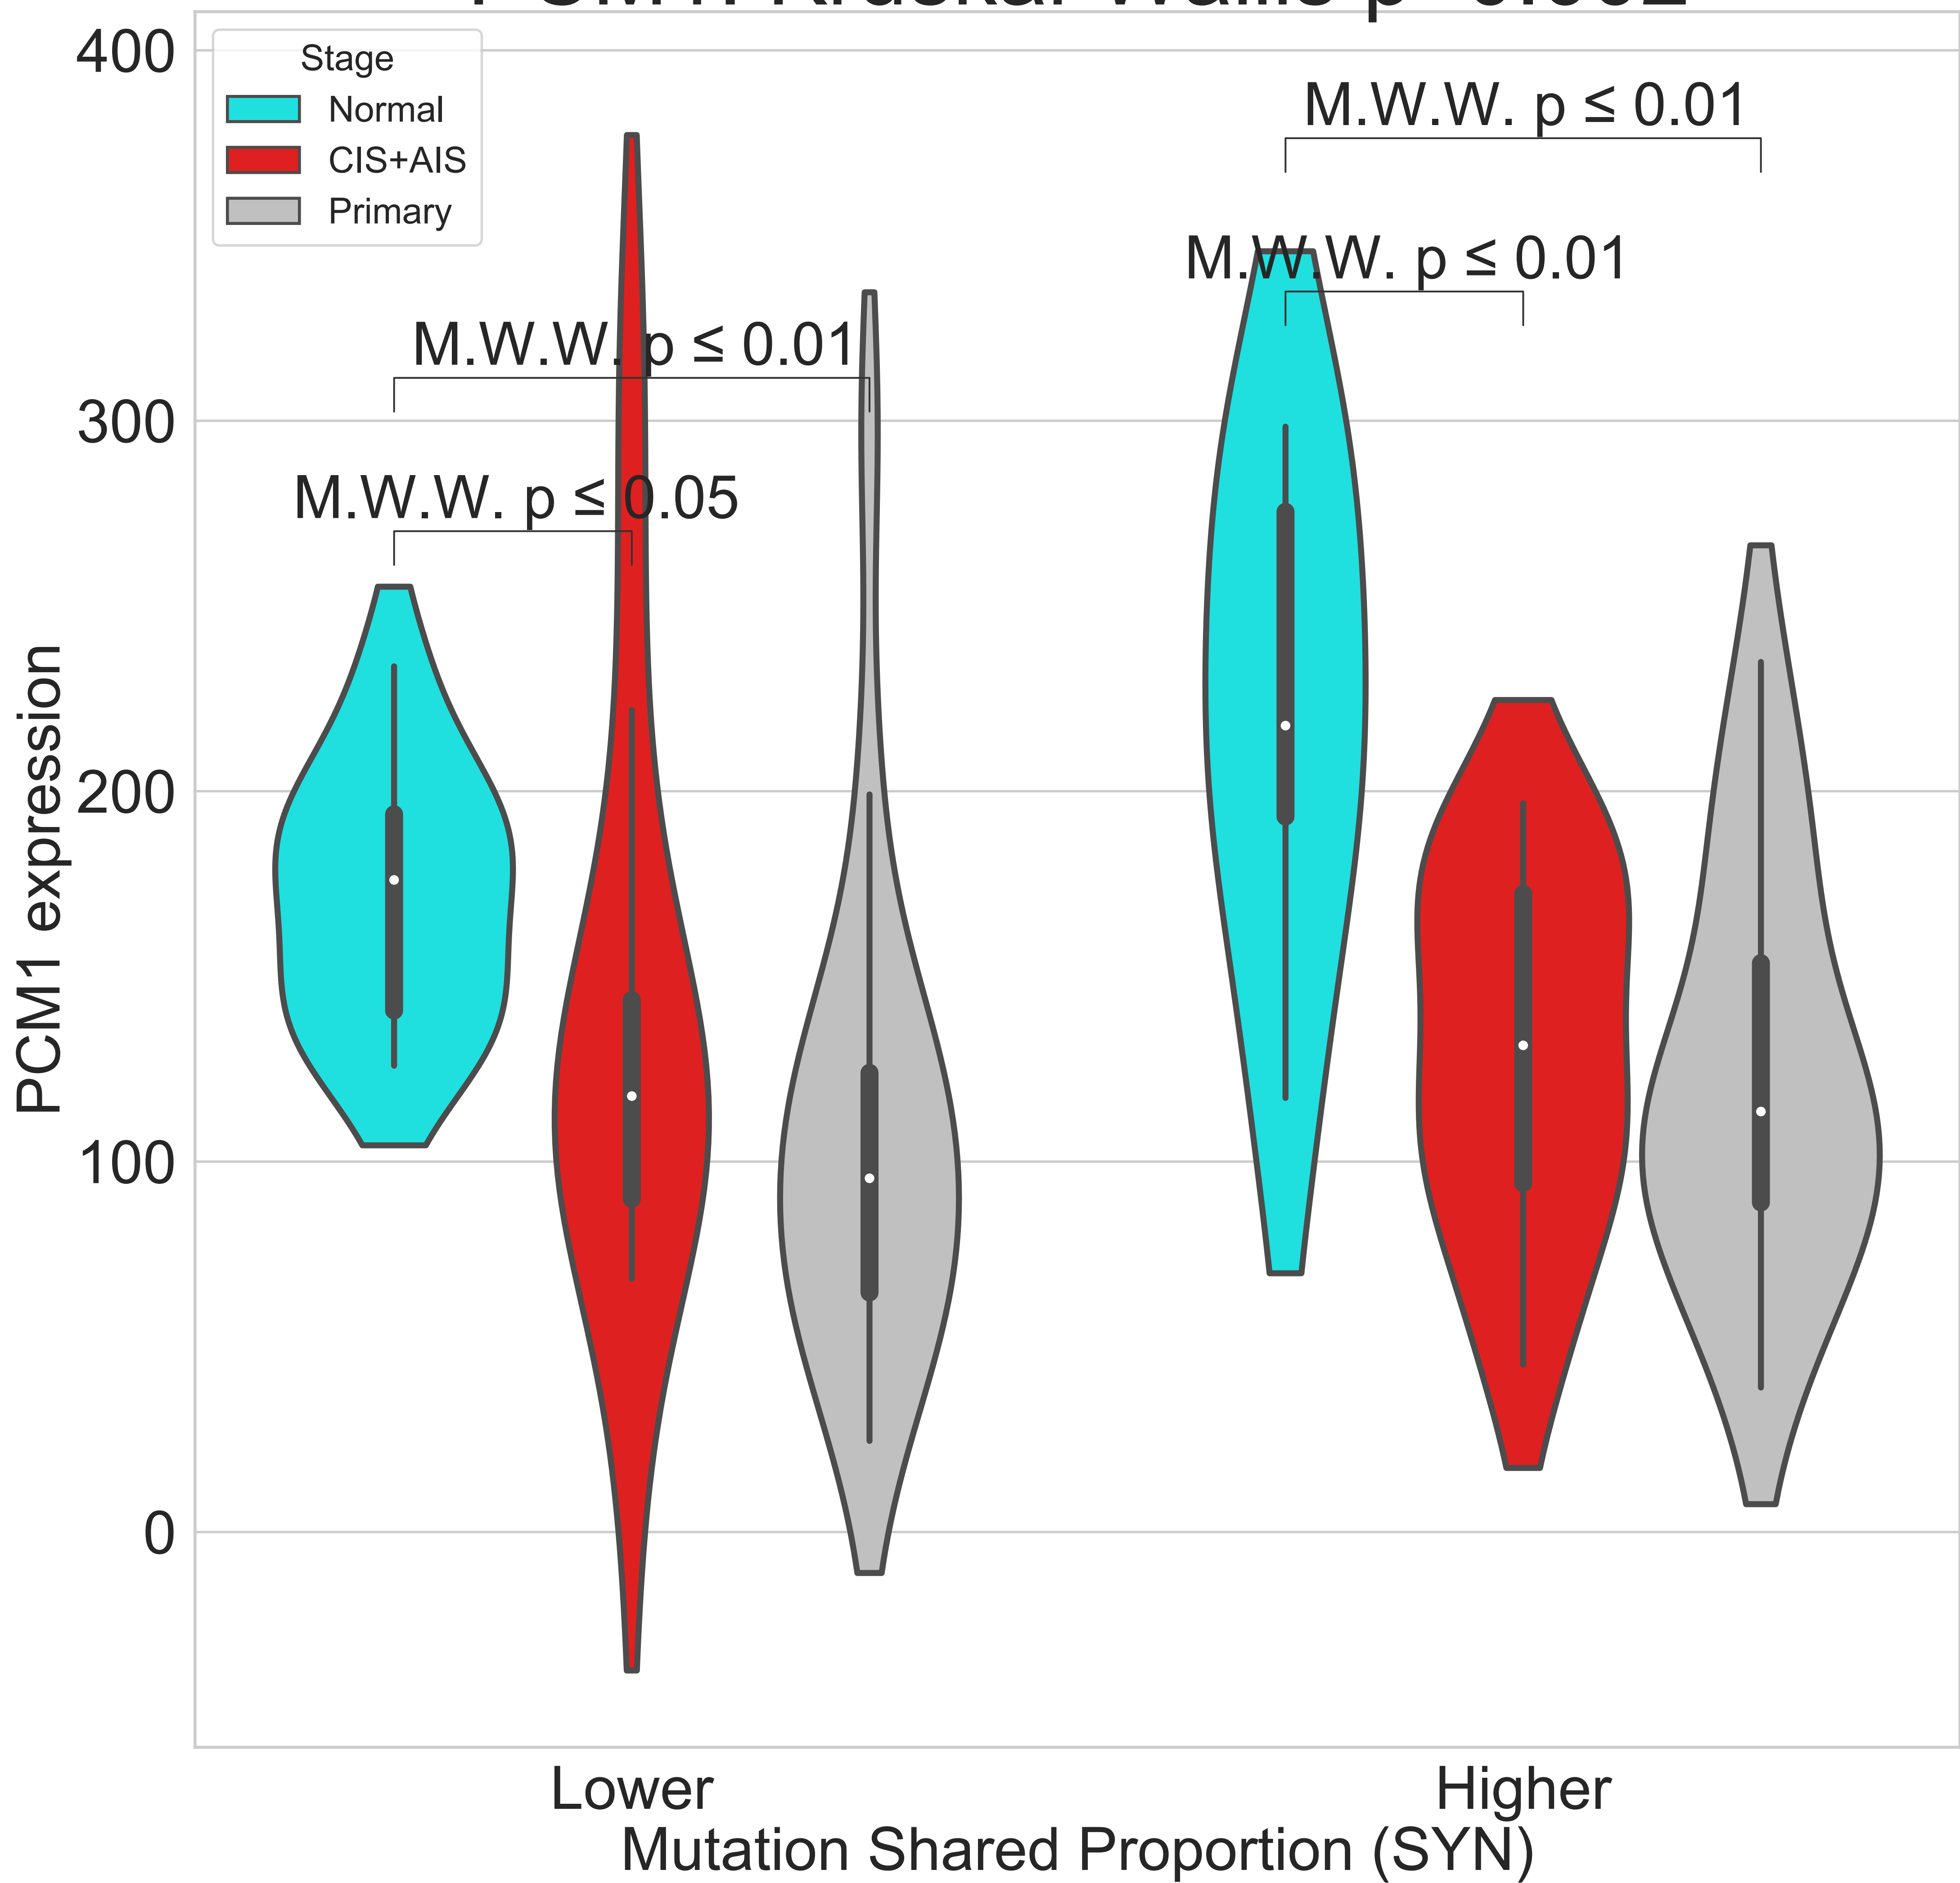 400
300
200
100
0
PCM1 expression
Stage
Normal
CIS+AIS
Primary
M.W.W. p ≤ 0.01
M.W.W. p ≤ 0.01
M.W.W. p ≤ 0.01
M.W.W. p ≤ 0.05
Lower
Higher
Mutation Shared Proportion (SYN)